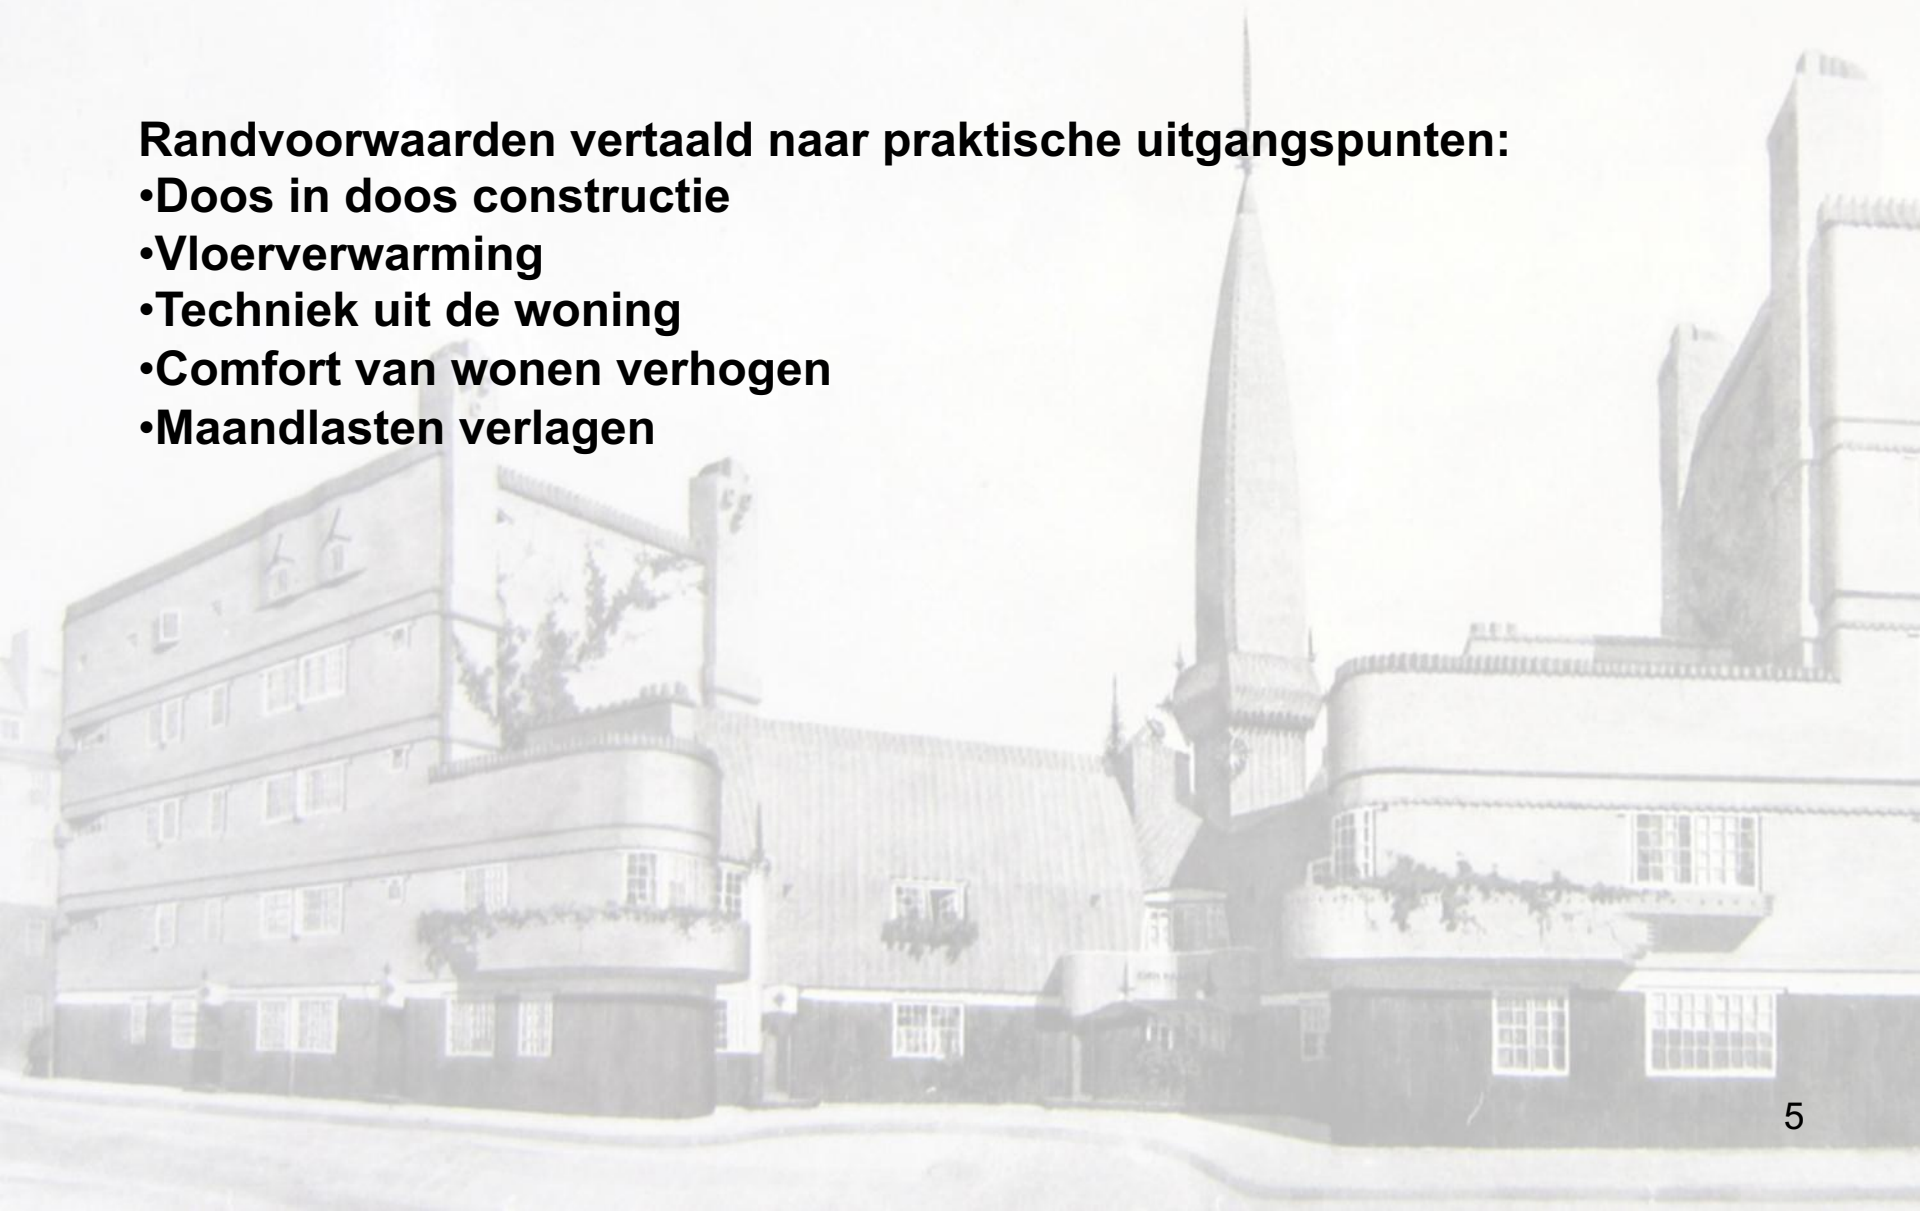 Randvoorwaarden vertaald naar praktische uitgangspunten:
•Doos in doos constructie
•Vloerverwarming
•Techniek uit de woning
•Comfort van wonen verhogen
•Maandlasten verlagen
5